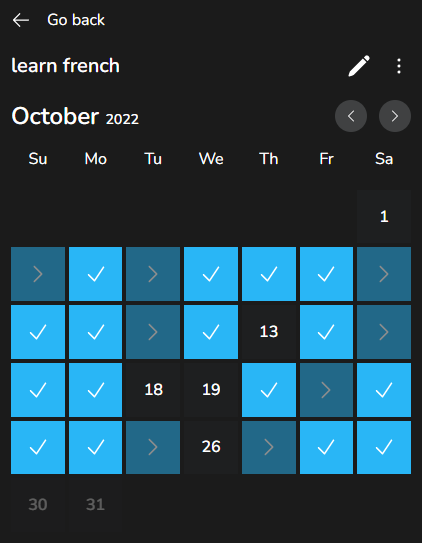 Go back
learn french
October 2022
Su Mo Tu We Th Fr Sa
1
13
18 19
26
30 31